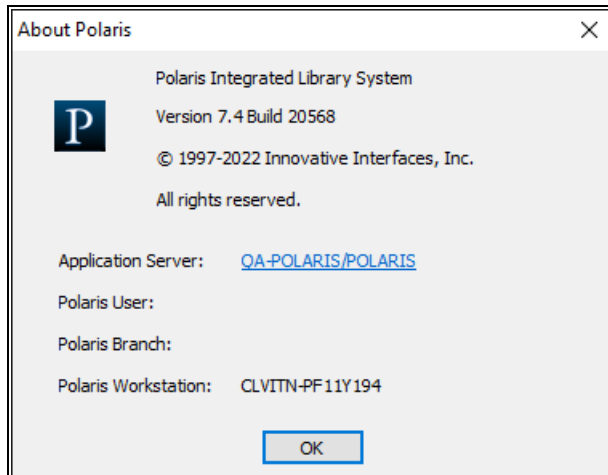 About Polaris
P
Polaris Integrated Library System
Version 7.4 Build 20568
© 1997-2022 Innovative Interfaces, Inc.
All rights reserved.
Application Server: QA-POLARIS/POLARIS
Polaris User:
Polaris Branch:
Polaris Workstation: CLVITN-PF11Y194
OK